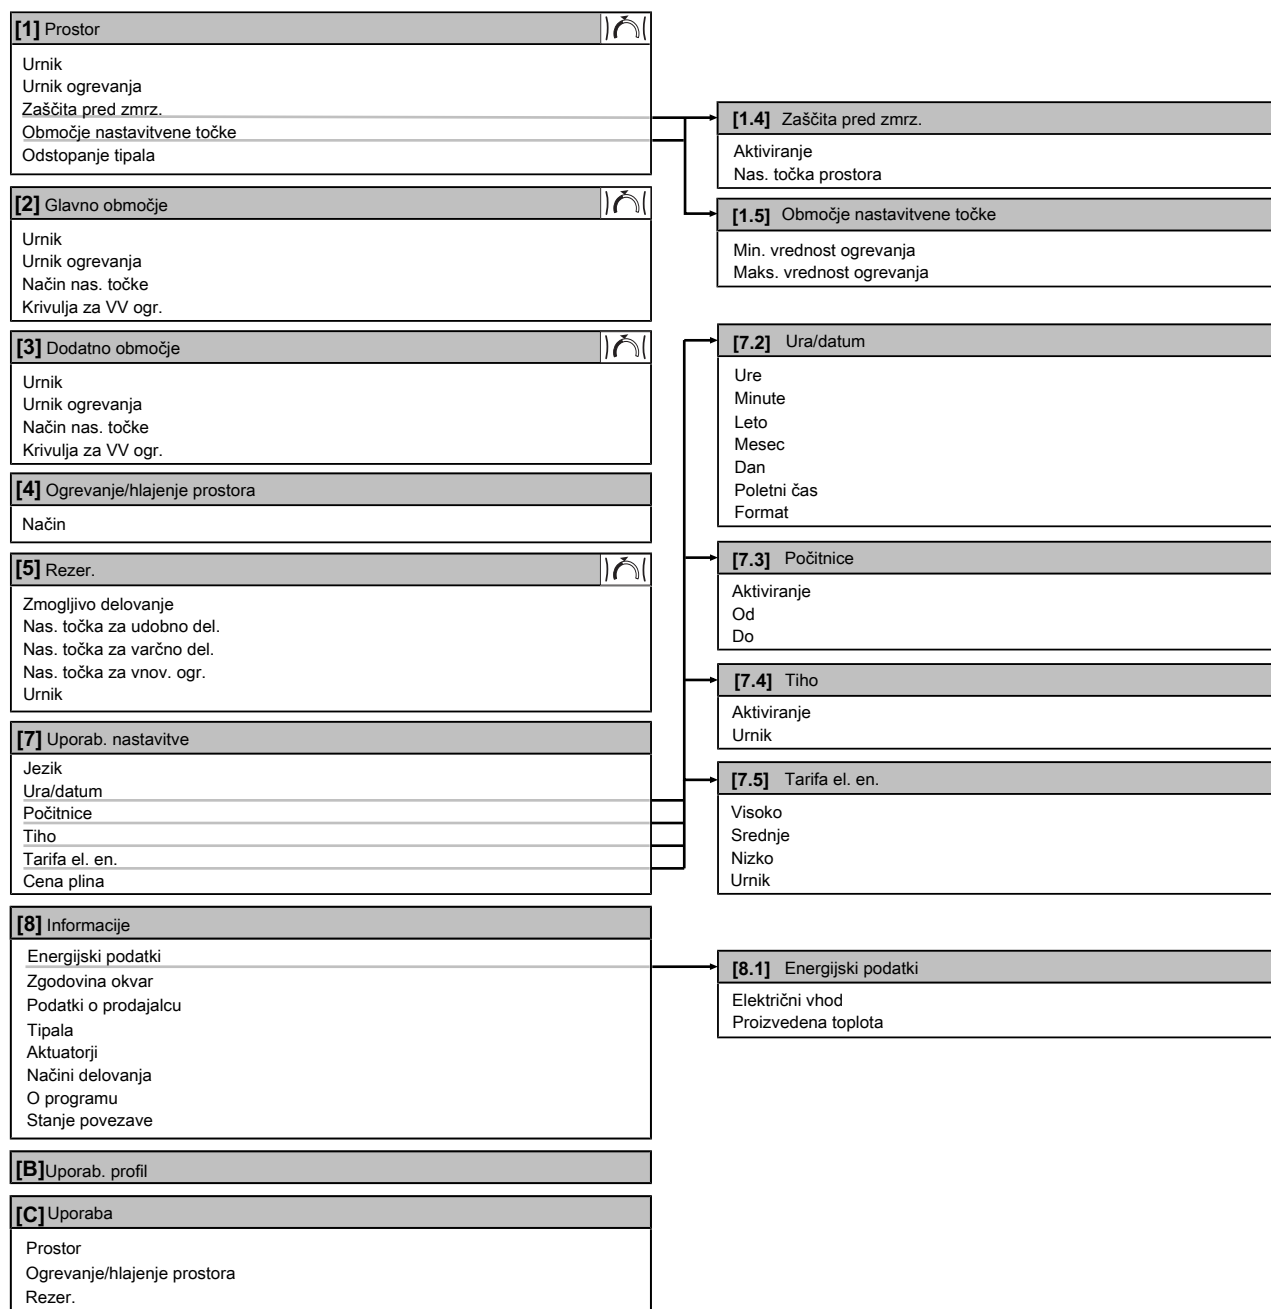 [1] Prostor
Urnik
Urnik ogrevanja
Zaščita pred zmrz.
Območje nastavitvene točke
Odstopanje tipala
[2] Glavno območje
Urnik
Urnik ogrevanja
Način nas. točke
Krivulja za VV ogr.
[3] Dodatno območje
Urnik
Urnik ogrevanja
Način nas. točke
Krivulja za VV ogr.
[4] Ogrevanje/hlajenje prostora
Način
[5] Rezer.
Zmogljivo delovanje
Nas. točka za udobno del.
Nas. točka za varčno del.
Nas. točka za vnov. ogr.
Urnik
[7] Uporab. nastavitve
Jezik
Ura/datum
Počitnice
Tiho
Tarifa el. en.
Cena plina
[8] Informacije
Energijski podatki
Zgodovina okvar
Podatki o prodajalcu
Tipala
Aktuatorji
Načini delovanja
O programu
Stanje povezave
[B] Uporab. profil
[C] Uporaba
Prostor
Ogrevanje/hlajenje prostora
Rezer.
[1.4] Zaščita pred zmrz.
Aktiviranje
Nas. točka prostora
[1.5] Območje nastavitvene točke
Min. vrednost ogrevanja
Maks. vrednost ogrevanja
[7.2] Ura/datum
Ure
Minute
Leto
Mesec
Dan
Poletni čas
Format
[7.3] Počitnice
Aktiviranje
Od
Do
[7.4] Tiho
Aktiviranje
Urnik
[7.5] Tarifa el. en.
Visoko
Srednje
Nizko
Urnik
[8.1] Energijski podatki
Električni vhod
Proizvedena toplota